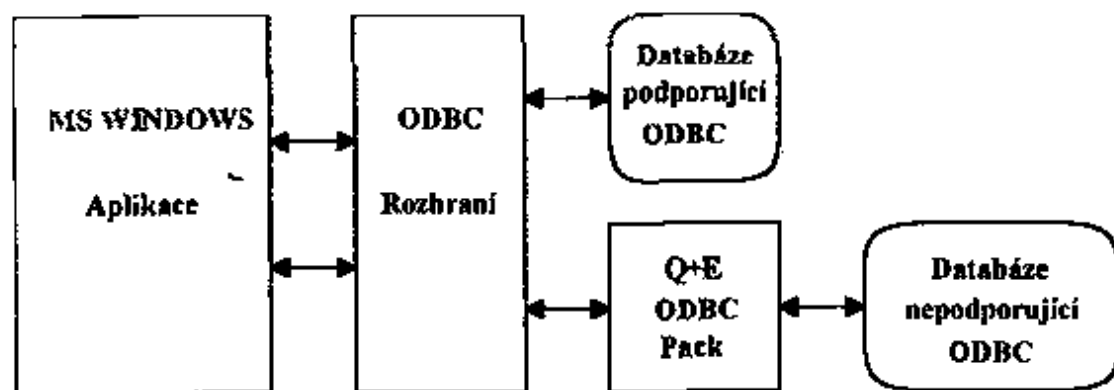 MS WINDOWS
Aplikace
ODBC
Rozhraní
Databáze
podporující
ODBC
Q+E
ODBC
Pack
Databáze
nepodporující
ODBC